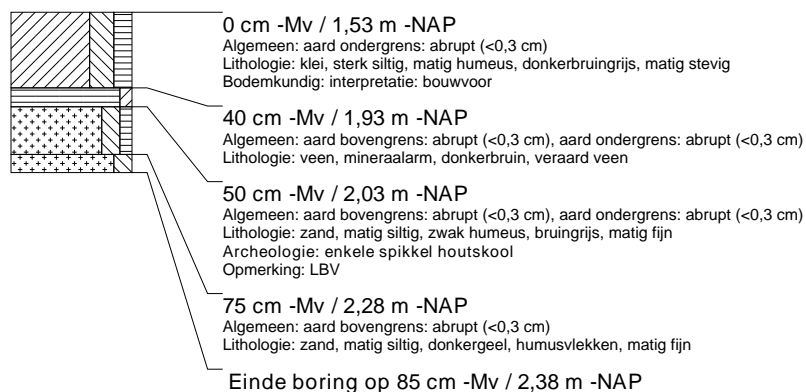 0 cm -Mv / 1,53 m -NAP
Algemeen: aard ondergrens: abrupt (<0,3 cm)
Lithologie: klei, sterk siltig, matig humeus, donkerbruingrijs, matig stevig
Bodemkundig: interpretatie: bouwvoor
40 cm -Mv / 1,93 m -NAP
Algemeen: aard bovengrens: abrupt (<0,3 cm), aard ondergrens: abrupt (<0,3 cm)
Lithologie: veen, mineraalarm, donkerbruin, veraard veen
50 cm -Mv / 2,03 m -NAP
Algemeen: aard bovengrens: abrupt (<0,3 cm), aard ondergrens: abrupt (<0,3 cm)
Lithologie: zand, matig siltig, zwak humeus, bruingrijs, matig fijn
Archeologie: enkele spikkel houtskool
Opmerking: LBV
75 cm -Mv / 2,28 m -NAP
Algemeen: aard bovengrens: abrupt (<0,3 cm)
Lithologie: zand, matig siltig, donkergeel, humusvlekken, matig fijn
Einde boring op 85 cm -Mv / 2,38 m -NAP